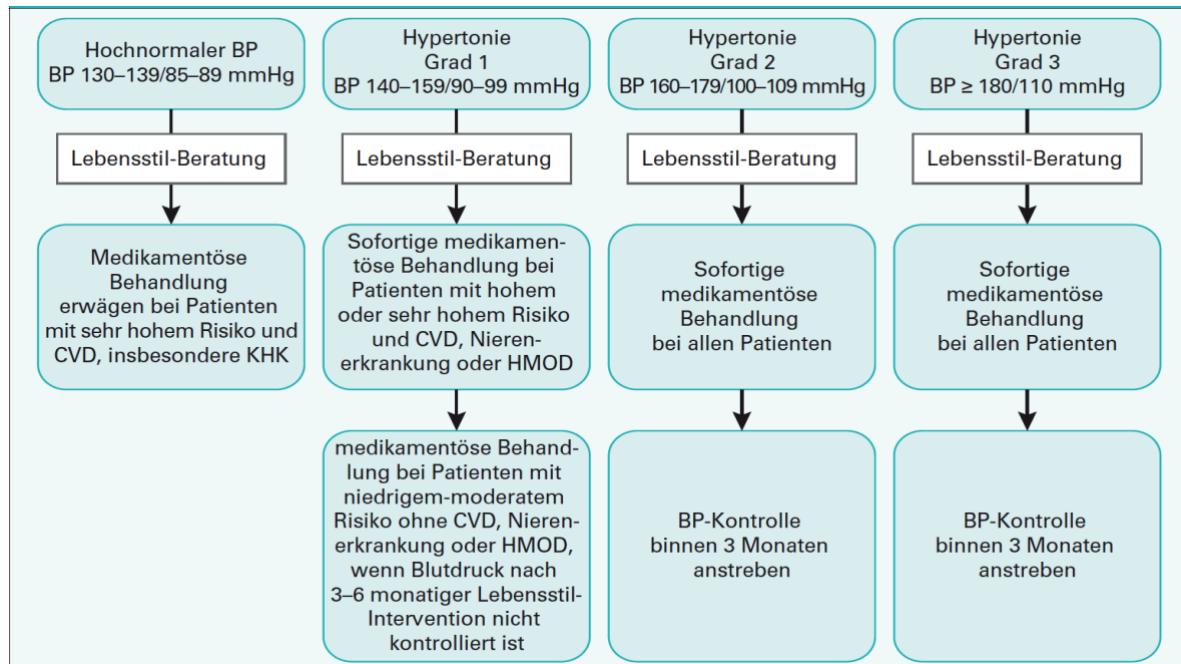 Hochnormaler BP
BP 130–139/85–89 mmHg
Lebensstil-Beratung
Medikamentöse
Behandlung
erwägen bei Patienten
mit sehr hohem Risiko und
CVD, insbesondere KHK
Hypertonie
Grad 1
BP 140–159/90–99 mmHg
Lebensstil-Beratung
Sofortige medikamen-
töse Behandlung bei
Patienten mit hohem
oder sehr hohem Risiko
und CVD, Nieren-
erkrankung oder HMOD
medikamentöse Behand-
lung bei Patienten mit
niedrigem-moderatem
Risiko ohne CVD, Nieren-
erkrankung oder HMOD,
wenn Blutdruck nach
3–6 monatiger Lebensstil-
Intervention nicht
kontrolliert ist
Hypertonie
Grad 2
BP 160–179/100–109 mmHg
Lebensstil-Beratung
Sofortige
medikamentöse
Behandlung
bei allen Patienten
BP-Kontrolle
binnen 3 Monaten
anstreben
Hypertonie
Grad 3
BP ≥ 180/110 mmHg
Lebensstil-Beratung
Sofortige
medikamentöse
Behandlung
bei allen Patienten
BP-Kontrolle
binnen 3 Monaten
anstreben